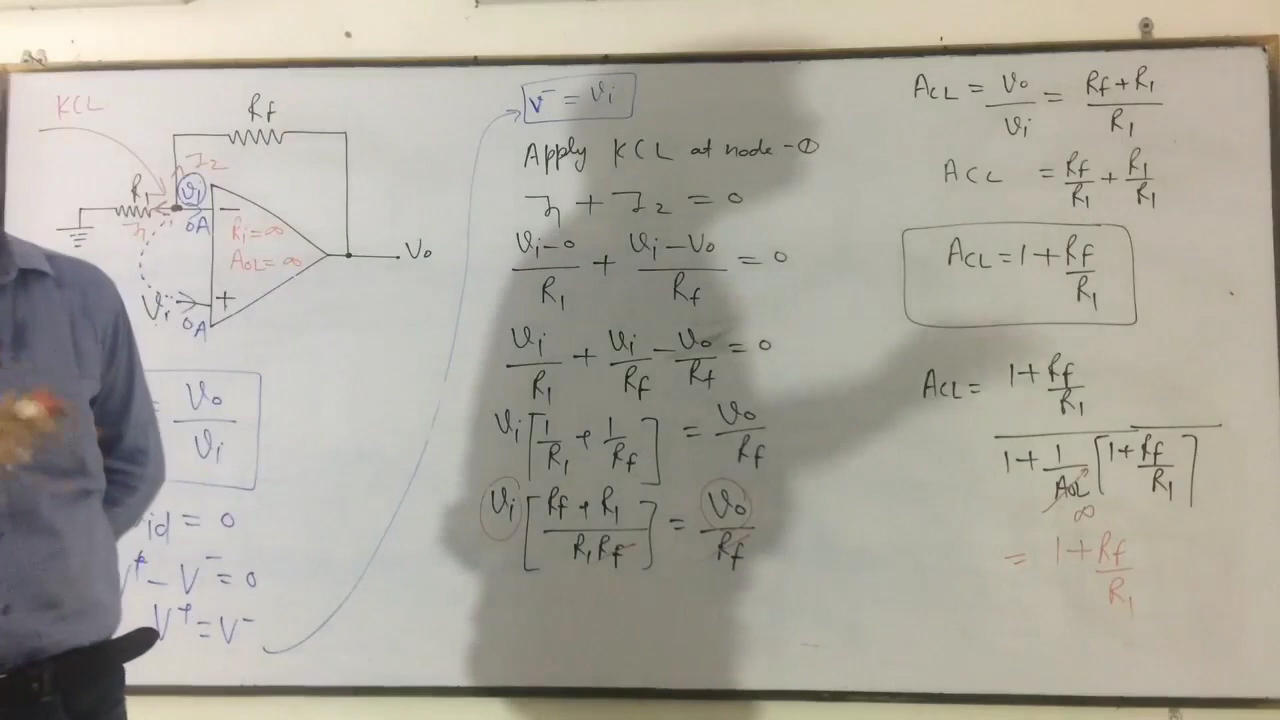 KCL
Rf
I2
R1
Vi
I1
0A
−
Ri = ∞
AOL = ∞
Vo
Vi
+
0A
= Vo/Vi
Vid = 0
V+ − V− = 0
V+ = V−
V− = Vi
Apply KCL at node-①
I1 + I2 = 0
(Vi − 0)/R1 + (Vi − Vo)/Rf = 0
Vi/R1 + Vi/Rf − Vo/Rf = 0
Vi [1/R1 + 1/Rf] = Vo/Rf
Vi [(Rf + R1)/(R1 Rf)] = Vo/Rf
ACL = Vo/Vi = (Rf + R1)/R1
ACL = Rf/R1 + R1/R1
ACL = 1 + Rf/R1
ACL = (1 + Rf/R1)/(1 + 1/AOL [1 + Rf/R1])
∞
= 1 + Rf/R1